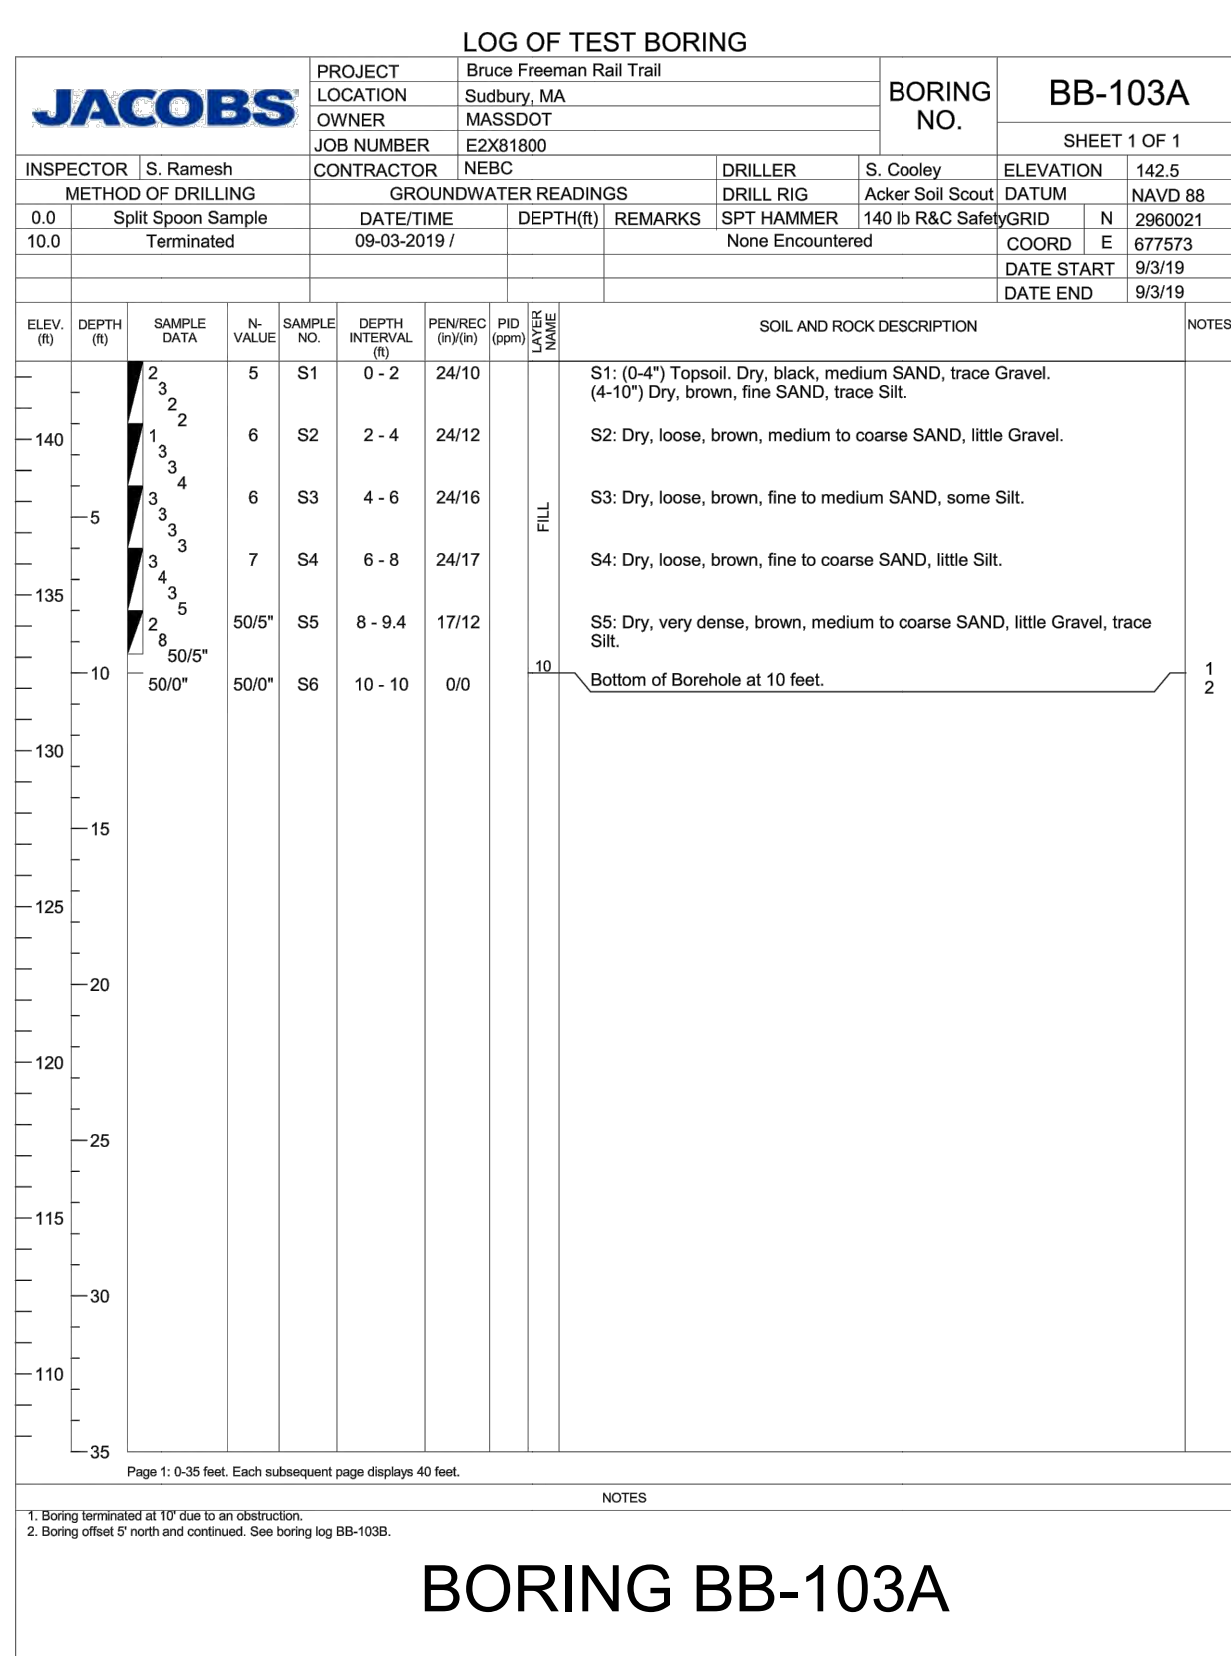 LOG OF TEST BORING
JACOBS
PROJECT Bruce Freeman Rail Trail
LOCATION Sudbury, MA
OWNER MASSDOT
JOB NUMBER E2X81800
BORING NO. BB-103A
SHEET 1 OF 1
INSPECTOR S. Ramesh CONTRACTOR NEBC DRILLER S. Cooley ELEVATION 142.5
METHOD OF DRILLING GROUNDWATER READINGS DRILL RIG Acker Soil Scout DATUM NAVD 88
0.0 Split Spoon Sample DATE/TIME DEPTH(ft) REMARKS SPT HAMMER 140 lb R&C Safety GRID N 2960021
10.0 Terminated 09-03-2019 / None Encountered COORD E 677573
DATE START 9/3/19
DATE END 9/3/19
ELEV. (ft) DEPTH (ft) SAMPLE DATA N-VALUE SAMPLE NO. DEPTH INTERVAL (ft) PEN/REC (in)/(in) PID (ppm) LAYER NAME SOIL AND ROCK DESCRIPTION NOTES
2 3 2 2 5 S1 0 - 2 24/10 S1: (0-4") Topsoil. Dry, black, medium SAND, trace Gravel.
(4-10") Dry, brown, fine SAND, trace Silt.
140 1 3 3 4 6 S2 2 - 4 24/12 S2: Dry, loose, brown, medium to coarse SAND, little Gravel.
5 3 3 3 3 6 S3 4 - 6 24/16 FILL S3: Dry, loose, brown, fine to medium SAND, some Silt.
135 3 4 3 5 7 S4 6 - 8 24/17 S4: Dry, loose, brown, fine to coarse SAND, little Silt.
2 8 50/5" 50/5" S5 8 - 9.4 17/12 S5: Dry, very dense, brown, medium to coarse SAND, little Gravel, trace
Silt.
10 50/0" 50/0" S6 10 - 10 0/0 10 Bottom of Borehole at 10 feet. 1
2
130
15
125
20
120
25
115
30
110
35
Page 1: 0-35 feet. Each subsequent page displays 40 feet.
NOTES
1. Boring terminated at 10' due to an obstruction.
2. Boring offset 5' north and continued. See boring log BB-103B.
BORING BB-103A